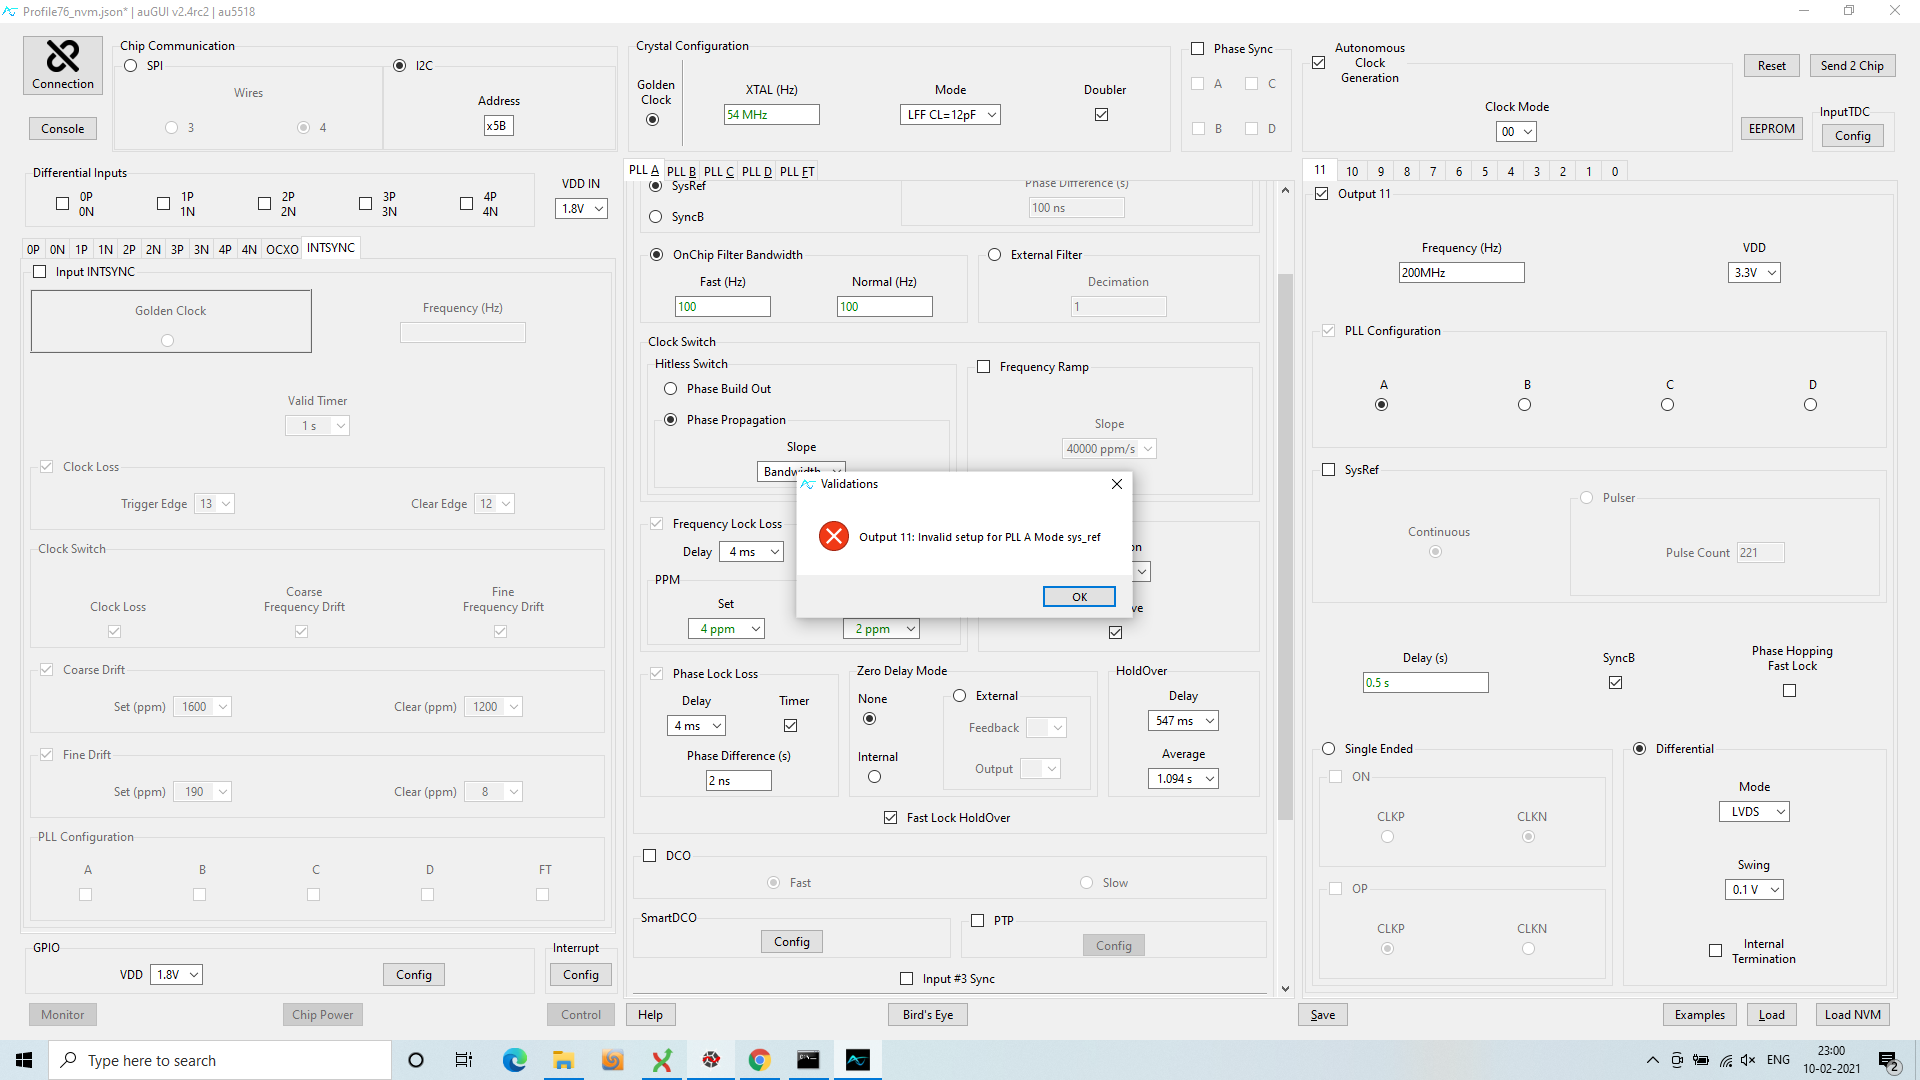 Profile76_nvm.json* | auGUI v2.4rc2 | au5518
Connection
Console
Chip Communication
SPI
Wires
3
4
I2C
Address
x5B
Crystal Configuration
Golden
Clock
XTAL (Hz)
54 MHz
Mode
LFF CL=12pF
Doubler
Phase Sync
A
C
B
D
Autonomous
Clock
Generation
Clock Mode
00
Reset
Send 2 Chip
EEPROM
InputTDC
Config
Differential Inputs
0P
0N
1P
1N
2P
2N
3P
3N
4P
4N
VDD IN
1.8V
0P 0N 1P 1N 2P 2N 3P 3N 4P 4N OCXO INTSYNC
Input INTSYNC
Golden Clock
Frequency (Hz)
Valid Timer
1 s
Clock Loss
Trigger Edge 13
Clear Edge 12
Clock Switch
Clock Loss
Coarse
Frequency Drift
Fine
Frequency Drift
Coarse Drift
Set (ppm) 1600
Clear (ppm) 1200
Fine Drift
Set (ppm) 190
Clear (ppm) 8
PLL Configuration
A B C D FT
GPIO
VDD 1.8V
Config
Interrupt
Config
Monitor
Chip Power
Control
PLL A PLL B PLL C PLL D PLL FT
SysRef
SyncB
Phase Difference (s)
100 ns
OnChip Filter Bandwidth
Fast (Hz)
100
Normal (Hz)
100
External Filter
Decimation
1
Clock Switch
Hitless Switch
Phase Build Out
Phase Propagation
Slope
Bandwidth
Frequency Ramp
Slope
40000 ppm/s
Validations
Output 11: Invalid setup for PLL A Mode sys_ref
OK
Frequency Lock Loss
Delay 4 ms
PPM
Set
4 ppm
2 ppm
on
ve
Phase Lock Loss
Delay
4 ms
Timer
Phase Difference (s)
2 ns
Zero Delay Mode
None
Internal
External
Feedback
Output
HoldOver
Delay
547 ms
Average
1.094 s
Fast Lock HoldOver
DCO
Fast
Slow
SmartDCO
Config
PTP
Config
Input #3 Sync
Help
Bird's Eye
11 10 9 8 7 6 5 4 3 2 1 0
Output 11
Frequency (Hz)
200MHz
VDD
3.3V
PLL Configuration
A B C D
SysRef
Continuous
Pulser
Pulse Count 221
Delay (s)
0.5 s
SyncB
Phase Hopping
Fast Lock
Single Ended
ON
CLKP
CLKN
OP
CLKP
CLKN
Differential
Mode
LVDS
Swing
0.1 V
Internal
Termination
Save
Examples
Load
Load NVM
Type here to search
ENG
23:00
10-02-2021
2